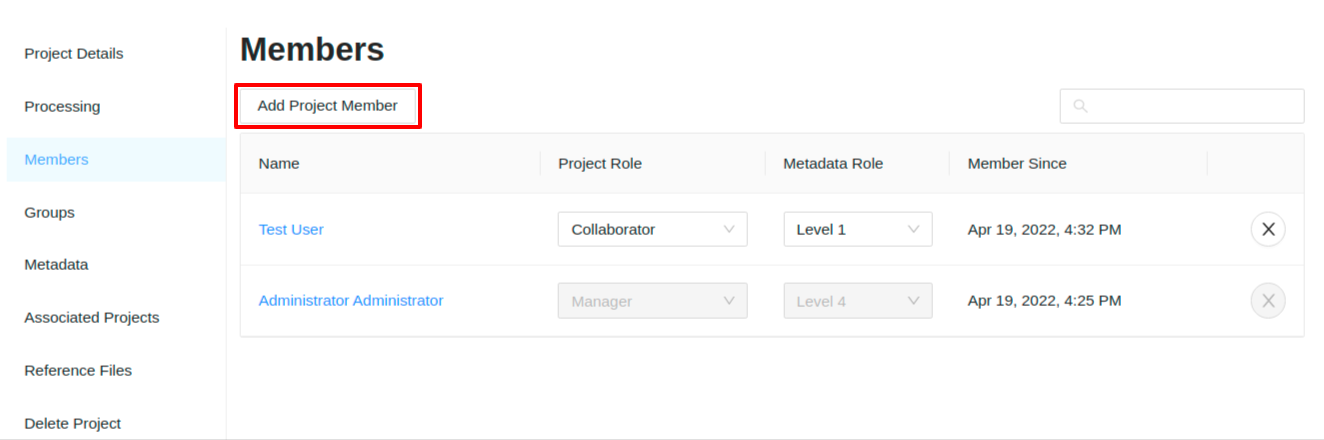 Project Details
Processing
Members
Groups
Metadata
Associated Projects
Reference Files
Delete Project
Members
Add Project Member
Name Project Role Metadata Role Member Since
Test User Collaborator Level 1 Apr 19, 2022, 4:32 PM
Administrator Administrator Manager Level 4 Apr 19, 2022, 4:25 PM